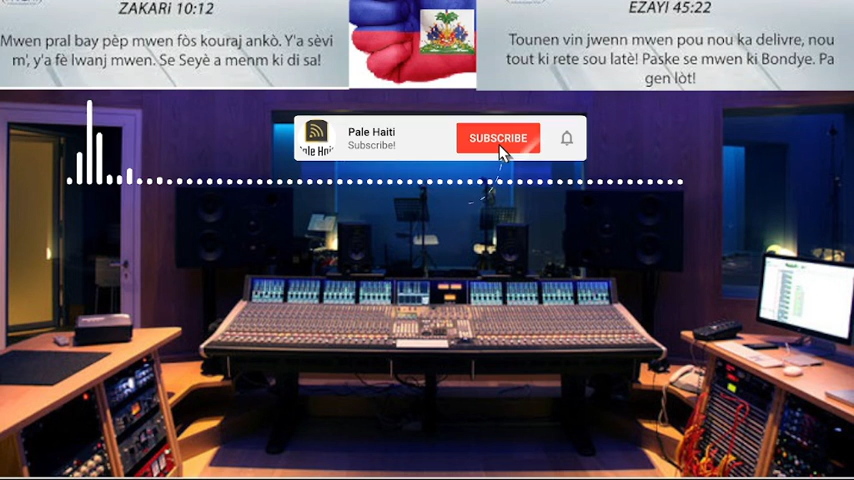 ZAKARi 10:12
Mwen pral bay pèp mwen fòs kouraj ankò. Y'a sèvi
m', y'a fè lwanj mwen. Se Seyè a menm ki di sa!
EZAYI 45:22
Tounen vin jwenn mwen pou nou ka delivre, nou
tout ki rete sou latè! Paske se mwen ki Bondye. Pa
gen lòt!
Pale Haiti
Subscribe!
SUBSCRIBE